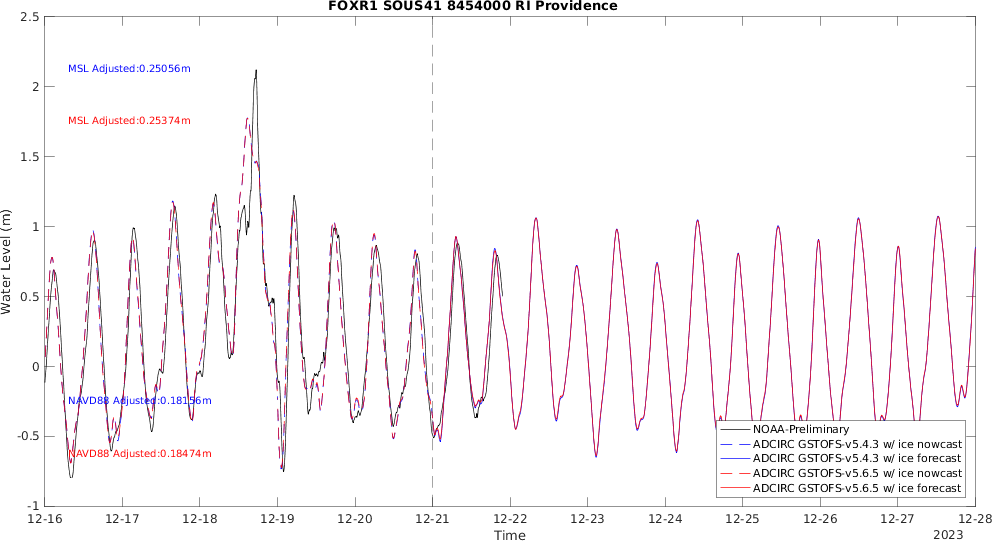 FOXR1 SOUS41 8454000 RI Providence
2.5
2
1.5
1
0.5
0
-0.5
-1
Water Level (m)
MSL Adjusted:0.25056m
MSL Adjusted:0.25374m
NAVD88 Adjusted:0.18156m
NAVD88 Adjusted:0.18474m
NOAA-Preliminary
ADCIRC GSTOFS-v5.4.3 w/ ice nowcast
ADCIRC GSTOFS-v5.4.3 w/ ice forecast
ADCIRC GSTOFS-v5.6.5 w/ ice nowcast
ADCIRC GSTOFS-v5.6.5 w/ ice forecast
12-16 12-17 12-18 12-19 12-20 12-21 12-22 12-23 12-24 12-25 12-26 12-27 12-28
Time
2023